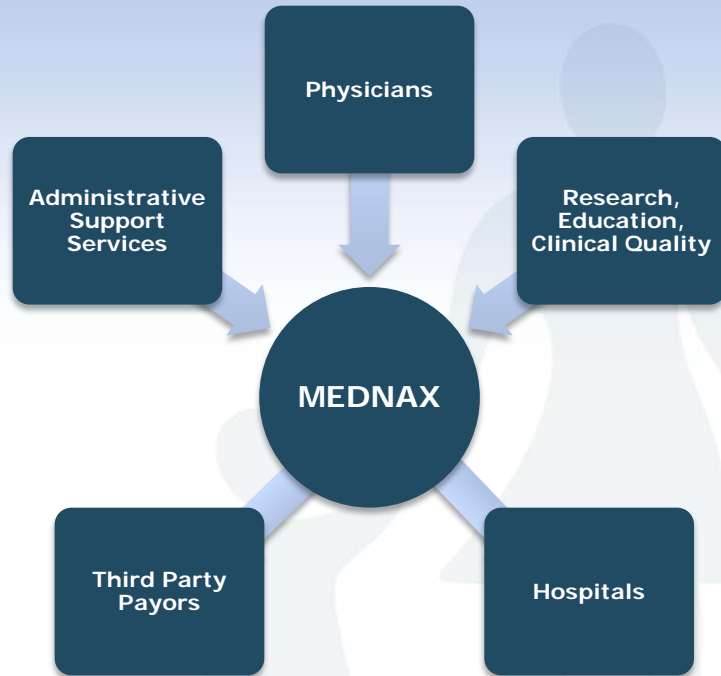 Physicians
Administrative
Support
Services
Research,
Education,
Clinical Quality
MEDNAX
Third Party
Payors
Hospitals